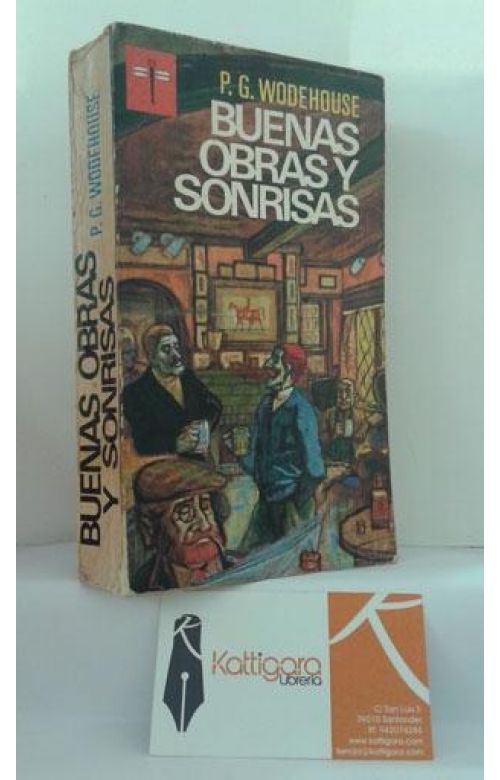 P. G. WODEHOUSE
BUENAS
OBRAS Y
SONRISAS
P. G. WODEHOUSE
BUENAS OBRAS
Y SONRISAS
Kattigara
Librería
C/ San Luis 5
39010 Santander
www.kattigara.com